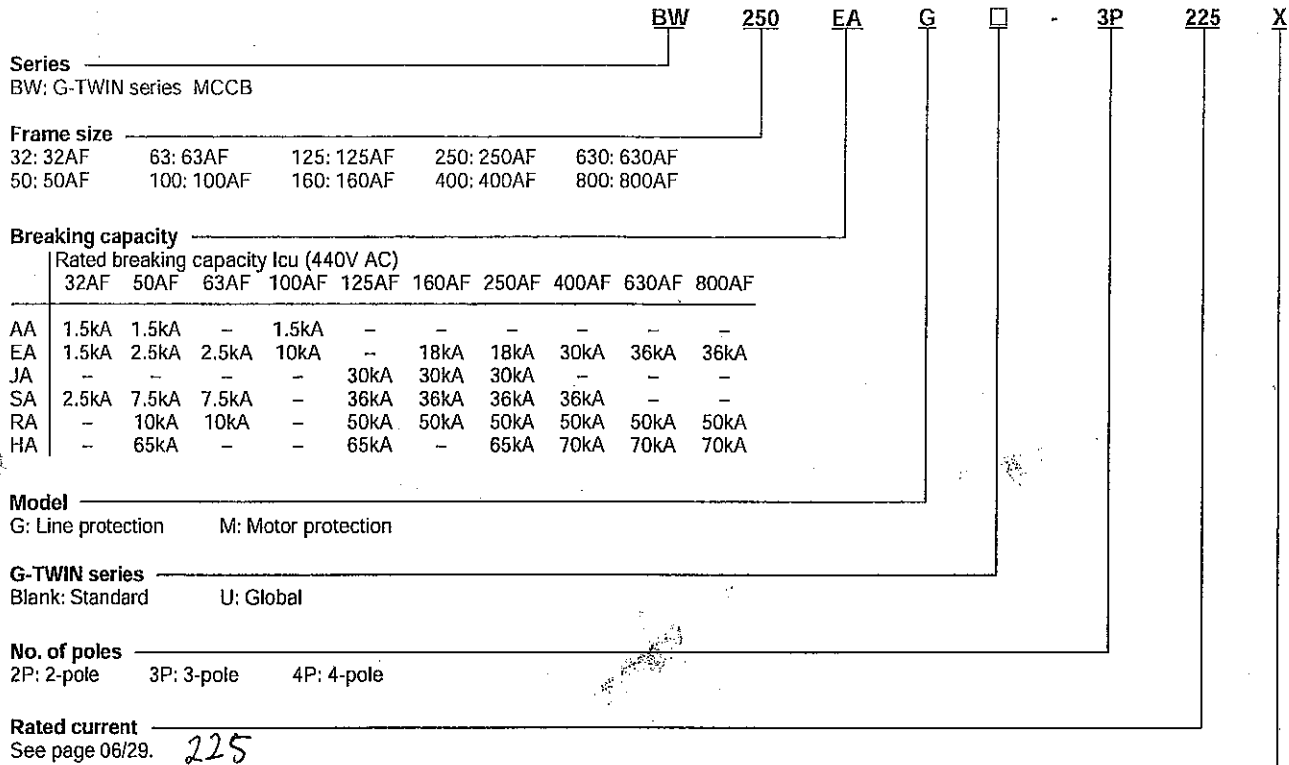 BW 250 EA G □ - 3P 225 X
Series
BW: G-TWIN series MCCB
Frame size
32: 32AF 63: 63AF 125: 125AF 250: 250AF 630: 630AF
50: 50AF 100: 100AF 160: 160AF 400: 400AF 800: 800AF
Breaking capacity
Rated breaking capacity Icu (440V AC)
32AF 50AF 63AF 100AF 125AF 160AF 250AF 400AF 630AF 800AF
AA 1.5kA 1.5kA – 1.5kA – – – – – –
EA 1.5kA 2.5kA 2.5kA 10kA – 18kA 18kA 30kA 36kA 36kA
JA – – – – 30kA 30kA 30kA – – –
SA 2.5kA 7.5kA 7.5kA – 36kA 36kA 36kA 36kA – –
RA – 10kA 10kA – 50kA 50kA 50kA 50kA 50kA 50kA
HA – 65kA – – 65kA – 65kA 70kA 70kA 70kA
Model
G: Line protection M: Motor protection
G-TWIN series
Blank: Standard U: Global
No. of poles
2P: 2-pole 3P: 3-pole 4P: 4-pole
Rated current
See page 06/29. 225